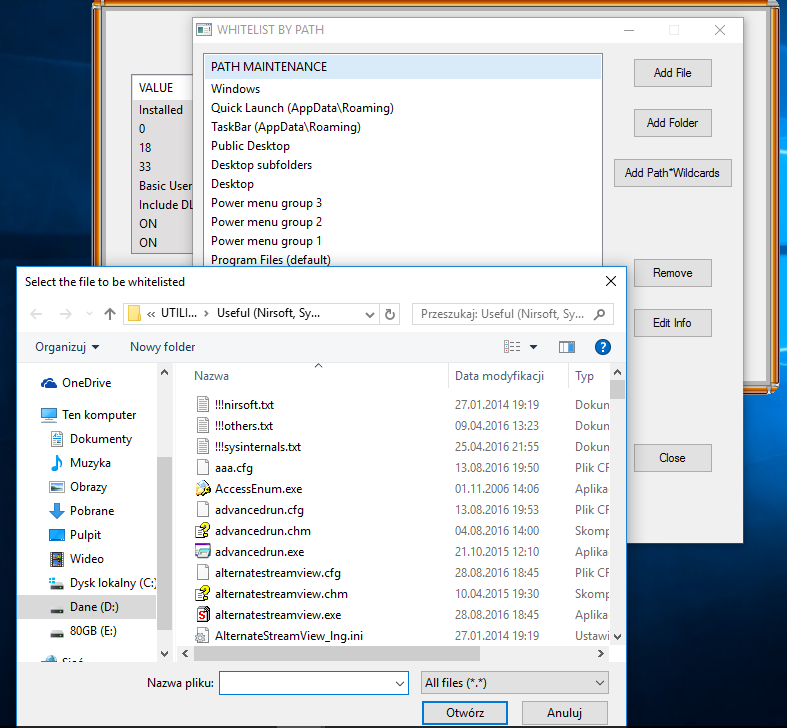 WHITELIST BY PATH
VALUE
Installed
0
18
33
Basic User
Include DL
ON
ON
PATH MAINTENANCE
Windows
Quick Launch (AppData\Roaming)
TaskBar (AppData\Roaming)
Public Desktop
Desktop subfolders
Desktop
Power menu group 3
Power menu group 2
Power menu group 1
Program Files (default)
Add File
Add Folder
Add Path*Wildcards
Remove
Edit Info
Close
Select the file to be whitelisted
« UTILI... > Useful (Nirsoft, Sy...
Przeszukaj: Useful (Nirsoft, Sy...
Organizuj
Nowy folder
OneDrive
Ten komputer
Dokumenty
Muzyka
Obrazy
Pobrane
Pulpit
Wideo
Dysk lokalny (C:)
Dane (D:)
80GB (E:)
Sieć
Nazwa Data modyfikacji Typ
!!!nirsoft.txt 27.01.2014 19:19 Dokun
!!!others.txt 09.04.2016 13:23 Dokun
!!!sysinternals.txt 25.04.2016 21:55 Dokun
aaa.cfg 13.08.2016 19:50 Plik CF
AccessEnum.exe 01.11.2006 14:06 Aplika
advancedrun.cfg 13.08.2016 19:53 Plik CF
advancedrun.chm 04.08.2016 14:00 Skomp
advancedrun.exe 21.10.2015 12:10 Aplika
alternatestreamview.cfg 28.08.2016 18:45 Plik CF
alternatestreamview.chm 10.04.2015 19:30 Skomp
alternatestreamview.exe 28.08.2016 18:45 Aplika
AlternateStreamView_lng.ini 27.01.2014 19:19 Ustawi
Nazwa pliku:
All files (*.*)
Otwórz
Anuluj